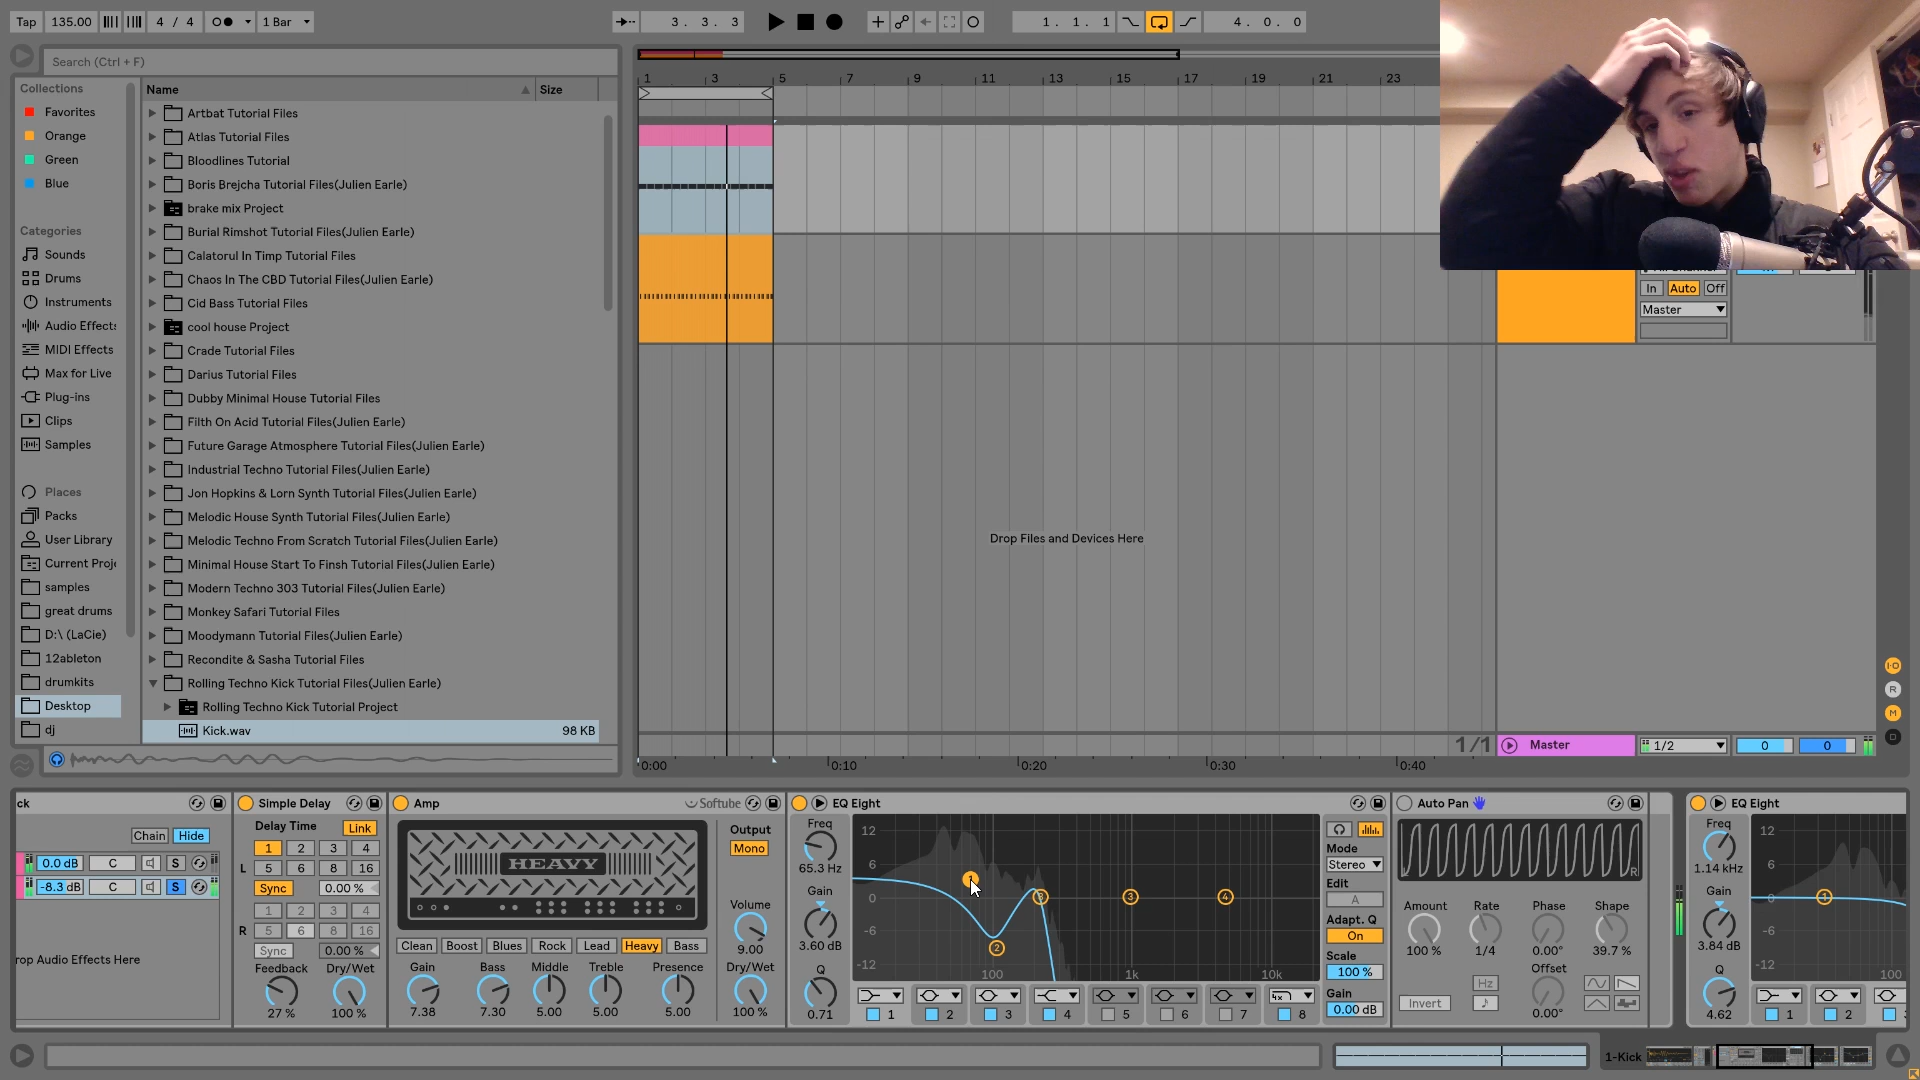 Tap 135.00 4 / 4 1 Bar 3. 3. 3 1. 1. 1 4. 0. 0
Search (Ctrl + F)
Collections
Favorites
Orange
Green
Blue
Categories
Sounds
Drums
Instruments
Audio Effects
MIDI Effects
Max for Live
Plug-ins
Clips
Samples
Places
Packs
User Library
Current Proj
samples
great drums
D:\ (LaCie)
12ableton
drumkits
Desktop
dj
Name Size
Artbat Tutorial Files
Atlas Tutorial Files
Bloodlines Tutorial
Boris Brejcha Tutorial Files(Julien Earle)
brake mix Project
Burial Rimshot Tutorial Files(Julien Earle)
Calatorul In Timp Tutorial Files
Chaos In The CBD Tutorial Files(Julien Earle)
Cid Bass Tutorial Files
cool house Project
Crade Tutorial Files
Darius Tutorial Files
Dubby Minimal House Tutorial Files
Filth On Acid Tutorial Files(Julien Earle)
Future Garage Atmosphere Tutorial Files(Julien Earle)
Industrial Techno Tutorial Files(Julien Earle)
Jon Hopkins & Lorn Synth Tutorial Files(Julien Earle)
Melodic House Synth Tutorial Files(Julien Earle)
Melodic Techno From Scratch Tutorial Files(Julien Earle)
Minimal House Start To Finsh Tutorial Files(Julien Earle)
Modern Techno 303 Tutorial Files(Julien Earle)
Monkey Safari Tutorial Files
Moodymann Tutorial Files(Julien Earle)
Recondite & Sasha Tutorial Files
Rolling Techno Kick Tutorial Files(Julien Earle)
Rolling Techno Kick Tutorial Project
Kick.wav 98 KB
1 3 5 7 9 11 13 15 17 19 21 23
Drop Files and Devices Here
In Auto Off
Master
1/1 Master 1/2 0 0
0:00 0:10 0:20 0:30 0:40
I·O
R
M
D
ck
Chain Hide
0.0 dB C S
-8.3 dB C S
rop Audio Effects Here
Simple Delay
Delay Time Link
1 2 3 4
L 5 6 8 16
Sync 0.00 %
1 2 3 4
R 5 6 8 16
Sync 0.00 %
Feedback Dry/Wet
27 % 100 %
Amp Softube
HEAVY
Output
Mono
Volume
9.00
Clean Boost Blues Rock Lead Heavy Bass
Gain Bass Middle Treble Presence Dry/Wet
7.38 7.30 5.00 5.00 5.00 100 %
EQ Eight
Freq
65.3 Hz
Gain
3.60 dB
Q
0.71
12
6
0
-6
-12
100 1k 10k
2 3 4
1 2 3 4 5 6 7 8
Mode
Stereo
Edit
A
Adapt. Q
On
Scale
100 %
Gain
0.00 dB
Auto Pan
L R
Amount Rate Phase Shape
100 % 1/4 0.00° 39.7 %
Hz Offset
Invert 0.00°
EQ Eight
Freq
1.14 kHz
Gain
3.84 dB
Q
4.62
12
6
0
-6
-12
100
1
1 2 3
1-Kick